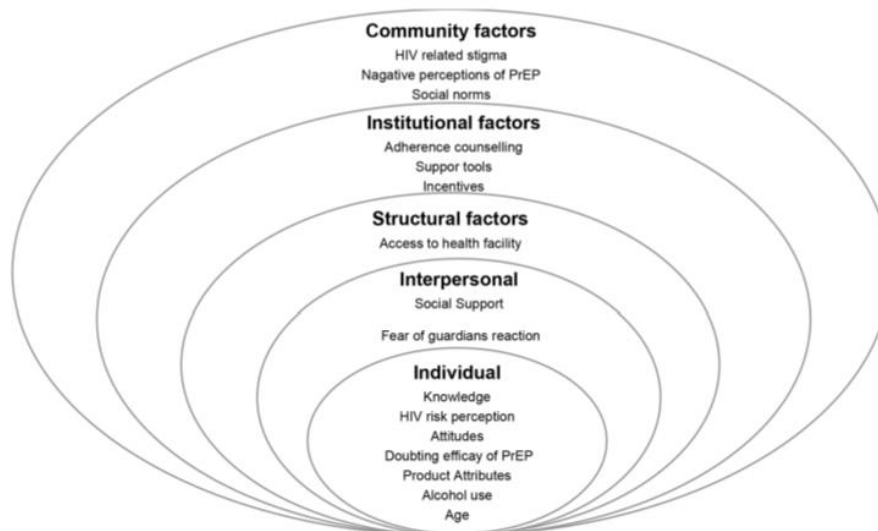 Community factors
HIV related stigma
Nagative perceptions of PrEP
Social norms
Institutional factors
Adherence counselling
Suppor tools
Incentives
Structural factors
Access to health facility
Interpersonal
Social Support
Fear of guardians reaction
Individual
Knowledge
HIV risk perception
Attitudes
Doubting efficay of PrEP
Product Attributes
Alcohol use
Age